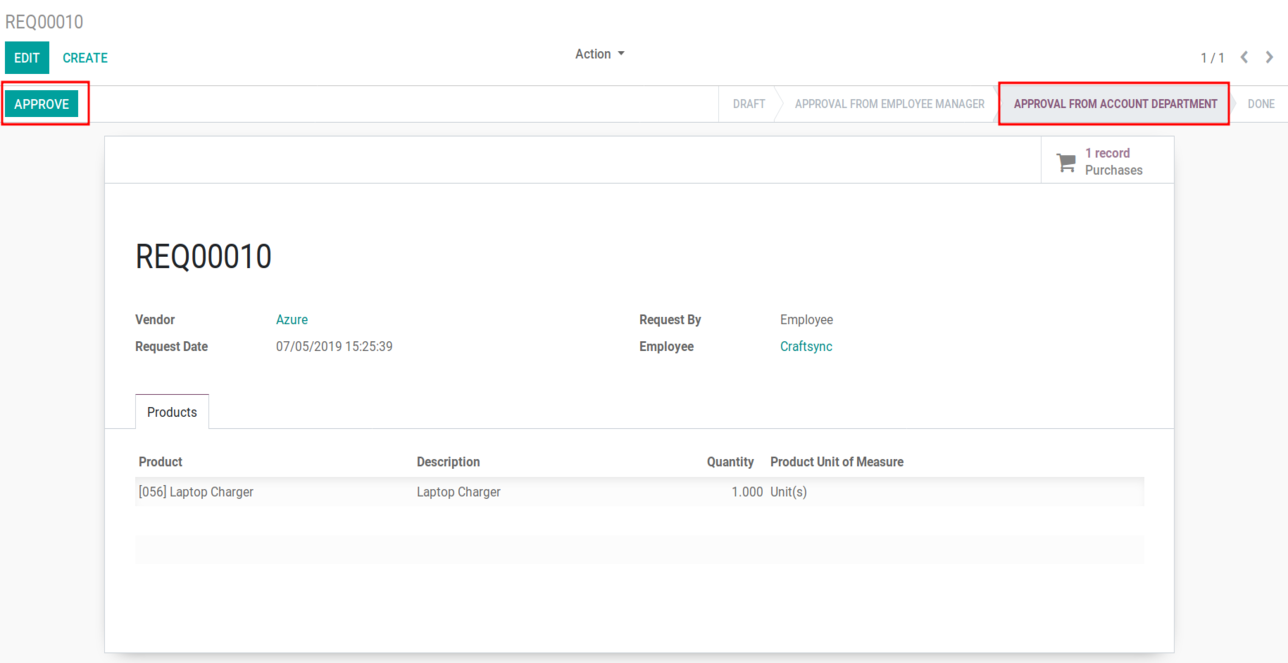 REQ00010
EDIT CREATE Action 1 / 1
APPROVE DRAFT APPROVAL FROM EMPLOYEE MANAGER APPROVAL FROM ACCOUNT DEPARTMENT DONE
1 record
Purchases
REQ00010
Vendor Azure Request By Employee
Request Date 07/05/2019 15:25:39 Employee Craftsync
Products
Product Description Quantity Product Unit of Measure
[056] Laptop Charger Laptop Charger 1.000 Unit(s)